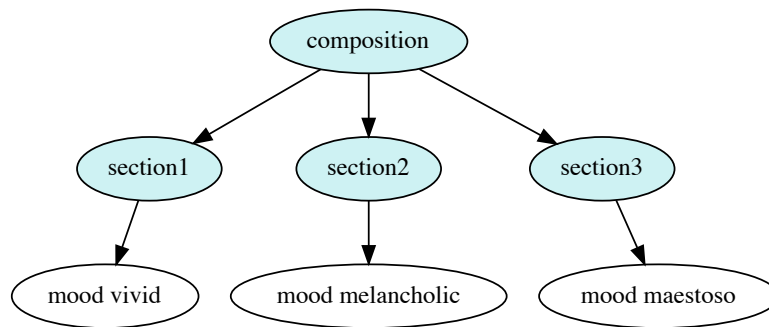 composition
section1
section2
section3
mood vivid
mood melancholic
mood maestoso